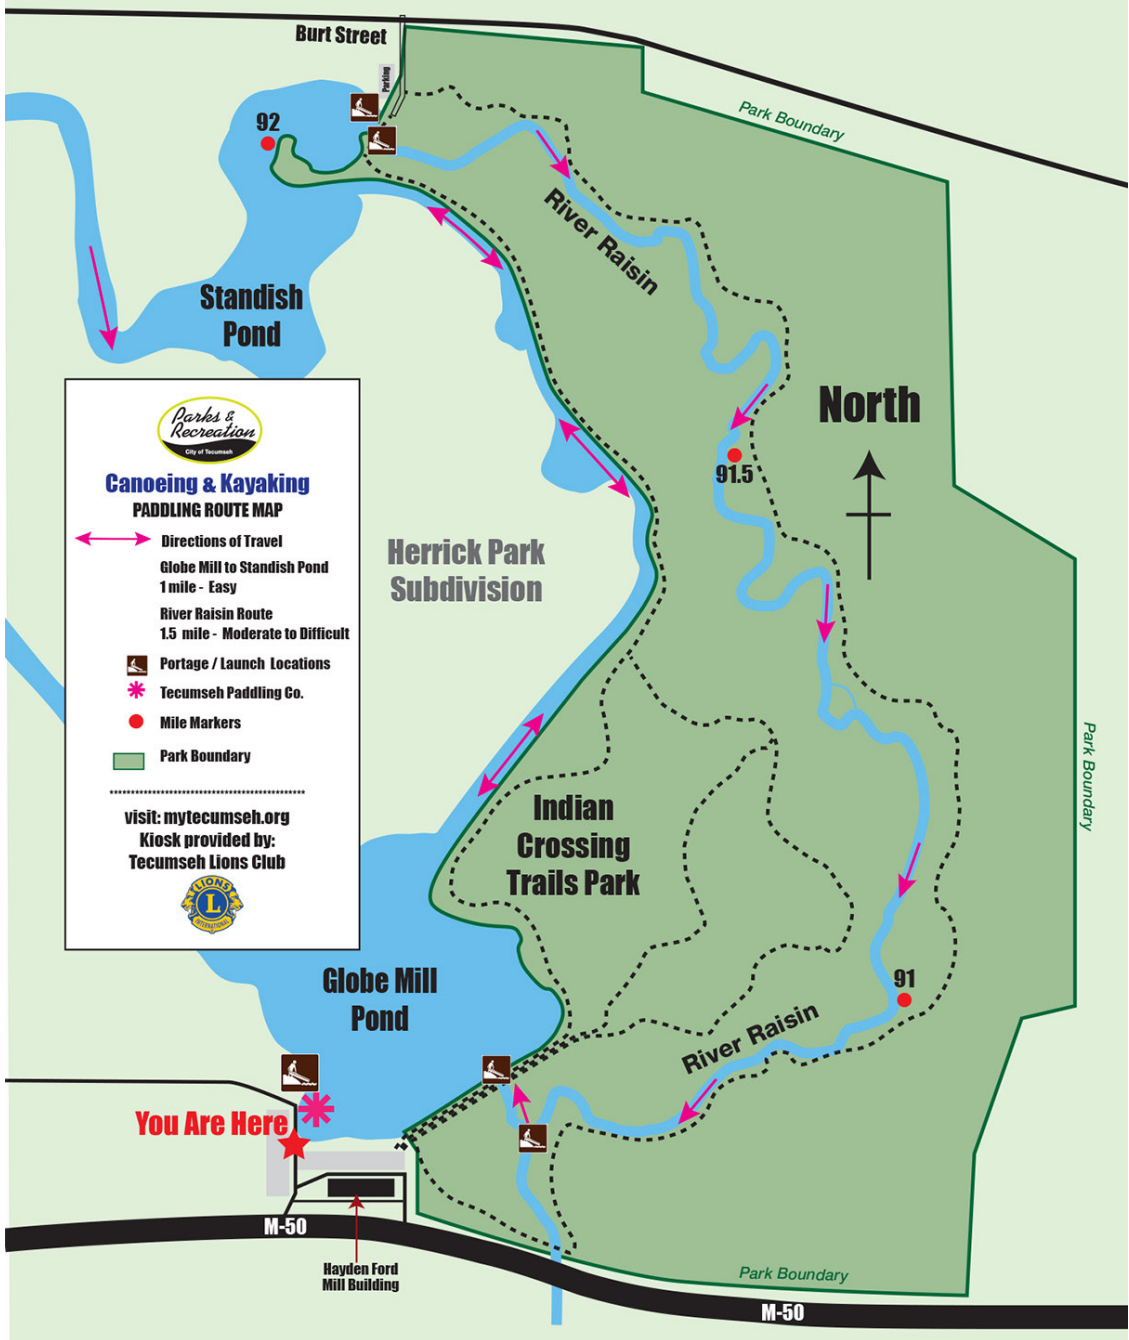 Burt Street
Parking
Park Boundary
92
River Raisin
Standish
Pond
North
91.5
Parks &
Recreation
City of Tecumseh
Canoeing & Kayaking
PADDLING ROUTE MAP
Directions of Travel
Globe Mill to Standish Pond
1 mile - Easy
River Raisin Route
1.5 mile - Moderate to Difficult
Portage / Launch Locations
Tecumseh Paddling Co.
Mile Markers
Park Boundary
visit: mytecumseh.org
Kiosk provided by:
Tecumseh Lions Club
LIONS
L
INTERNATIONAL
Herrick Park
Subdivision
Park Boundary
Indian
Crossing
Trails Park
Globe Mill
Pond
91
River Raisin
You Are Here
M-50
Hayden Ford
Mill Building
Park Boundary
M-50